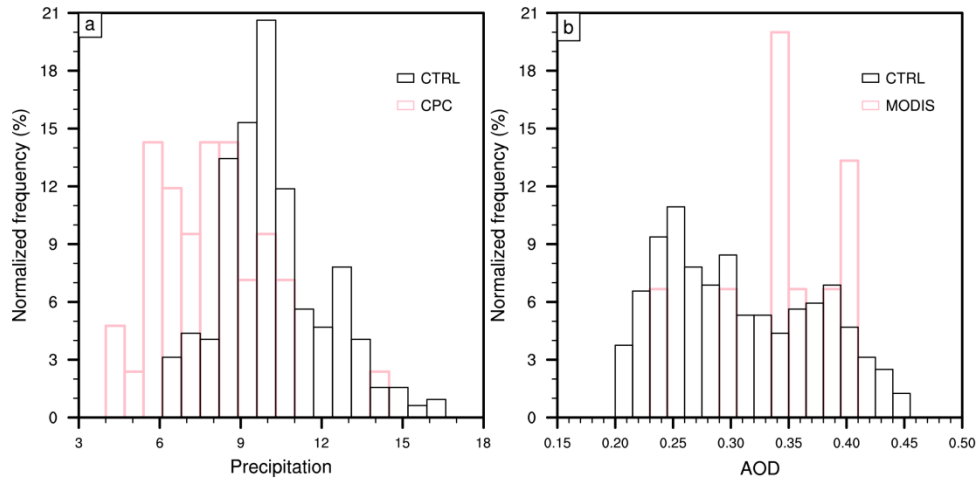 a
21
18
15
12
9
6
3
0
Normalized frequency (%)
CTRL
CPC
3 6 9 12 15 18
Precipitation
b
21
18
15
12
9
6
3
0
Normalized frequency (%)
CTRL
MODIS
0.15 0.20 0.25 0.30 0.35 0.40 0.45 0.50
AOD